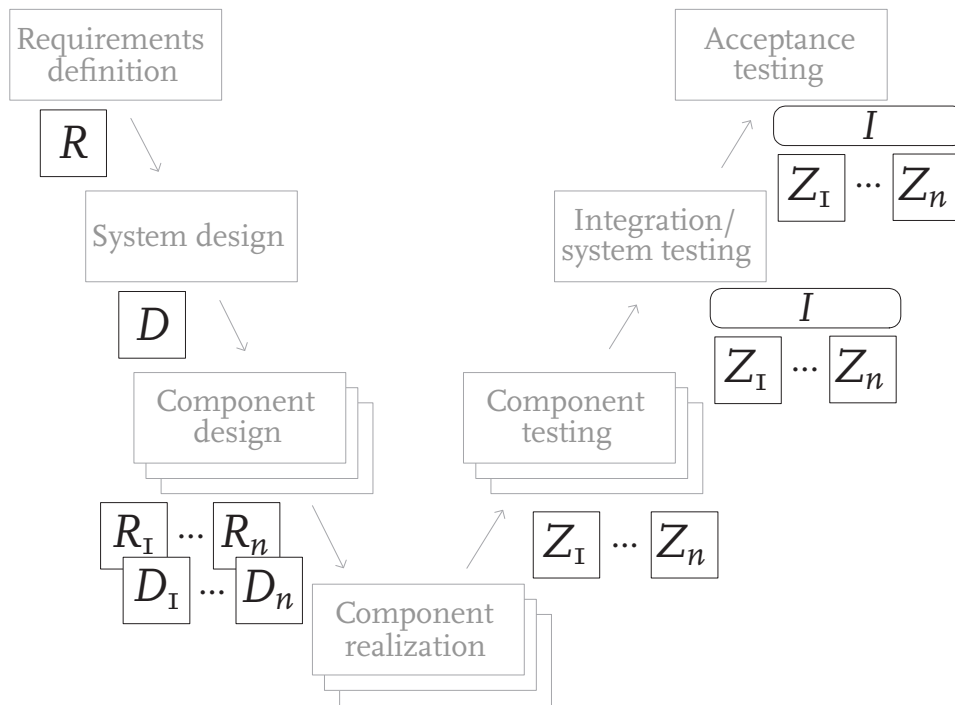 Requirements
definition
Acceptance
testing
R
I
Z₁ ... Zₙ
System design
Integration/
system testing
D
I
Z₁ ... Zₙ
Component
design
Component
testing
R₁ ... Rₙ
D₁ ... Dₙ
Z₁ ... Zₙ
Component
realization